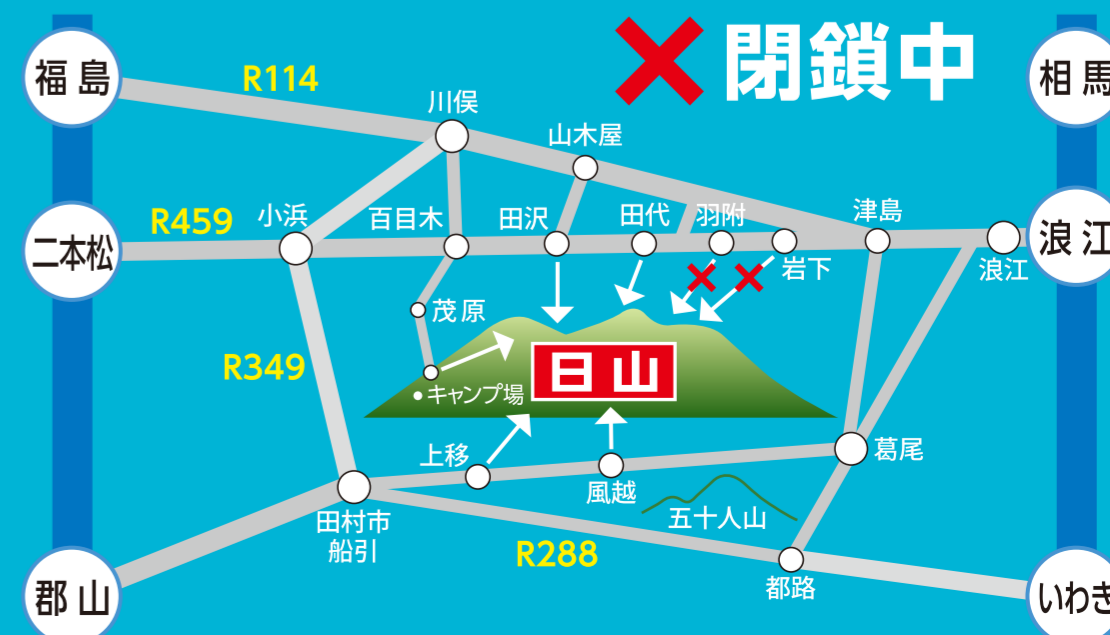 閉鎖中
福島
相馬
R114
川俣
山木屋
R459
小浜
百目木
田沢
田代
羽附
津島
二本松
浪江
浪江
岩下
茂原
R349
日山
キャンプ場
上移
風越
葛尾
五十人山
田村市
船引
R288
都路
郡山
いわき